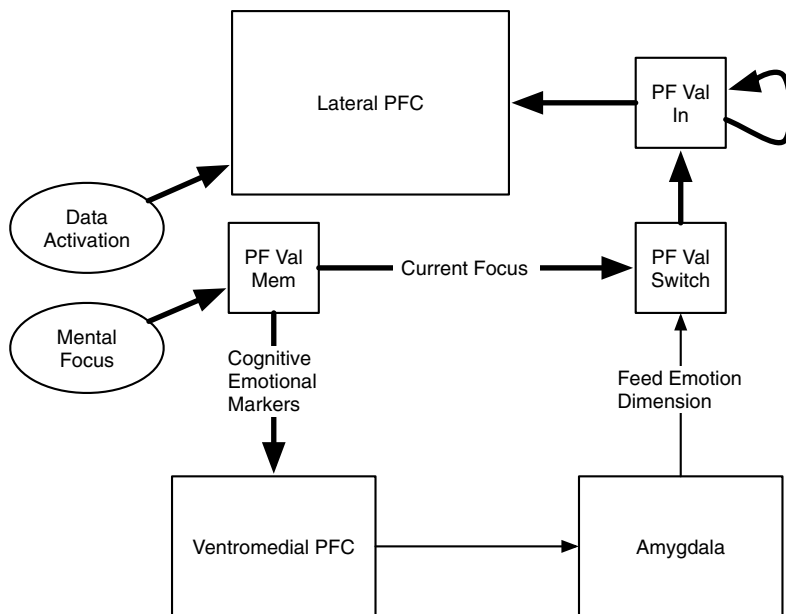 Lateral PFC
PF Val
In
Data
Activation
PF Val
Mem
Current Focus
PF Val
Switch
Mental
Focus
Cognitive
Emotional
Markers
Feed Emotion
Dimension
Ventromedial PFC
Amygdala